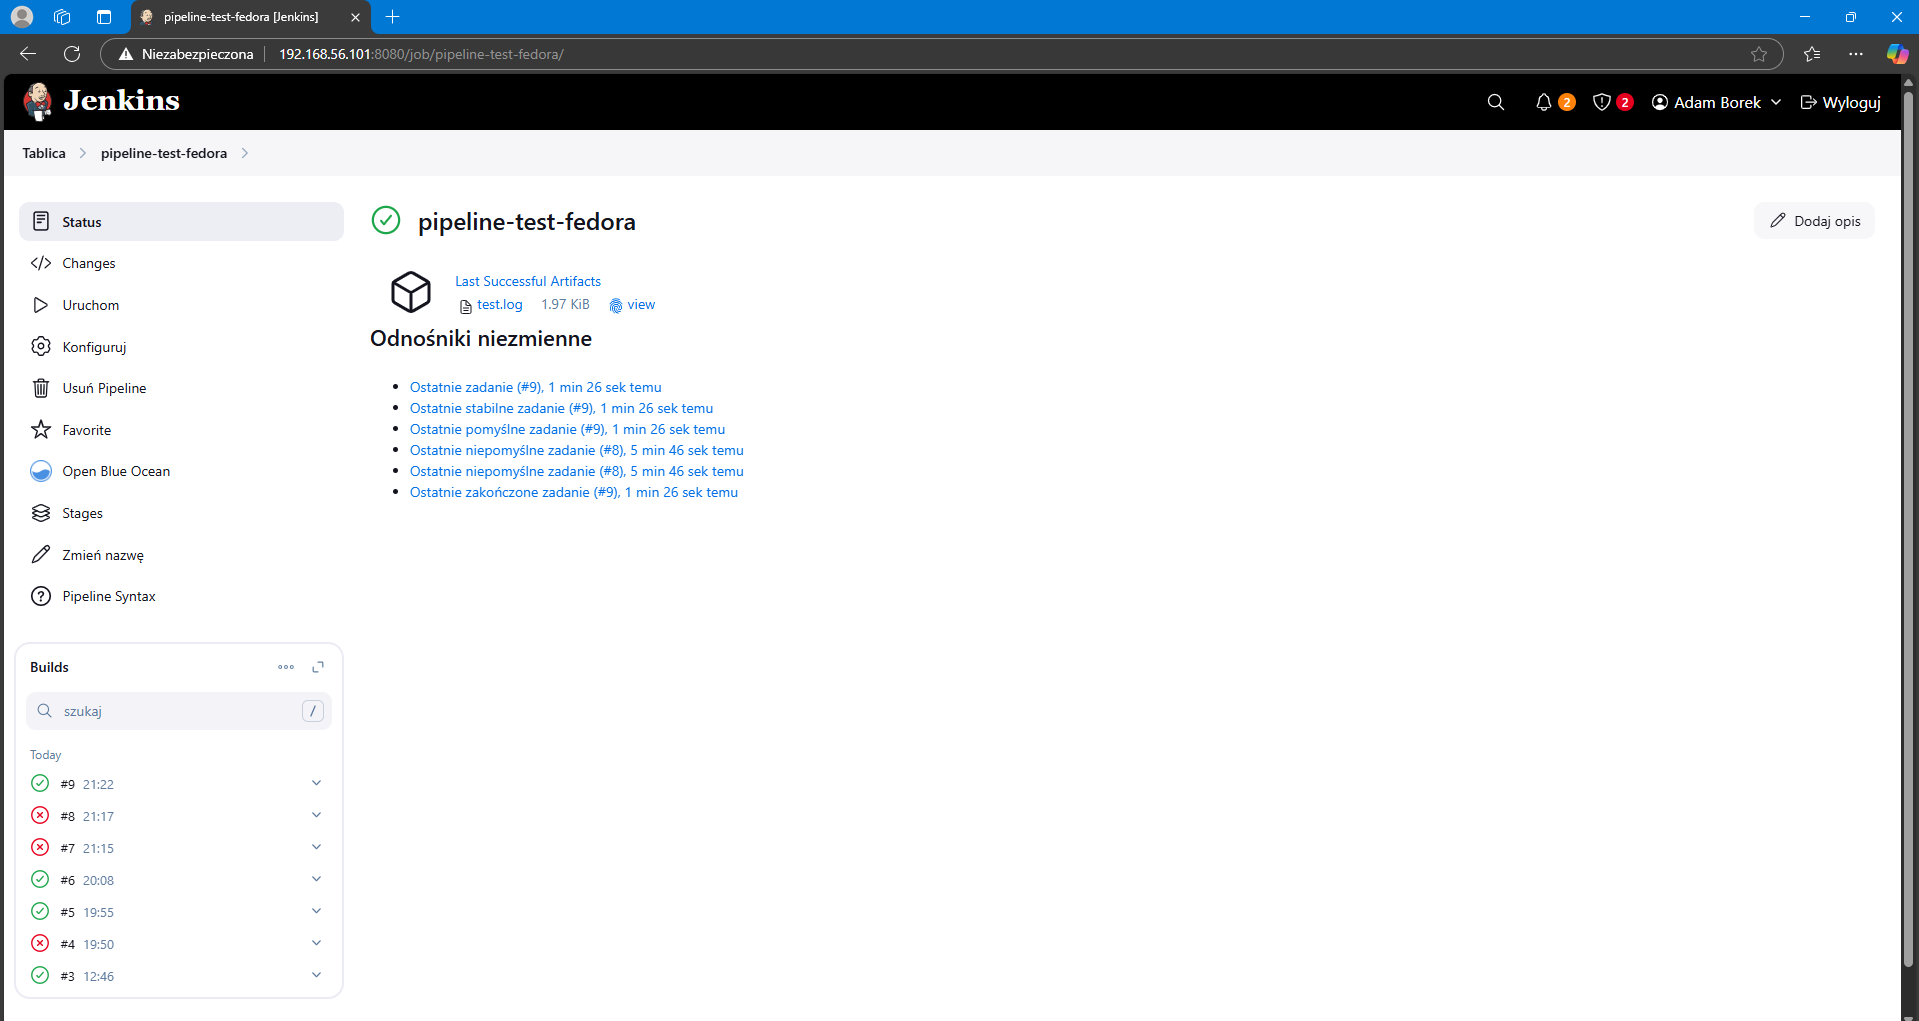 pipeline-test-fedora [Jenkins]
Niezabezpieczona
192.168.56.101:8080/job/pipeline-test-fedora/
Jenkins
2
2
Adam Borek
Wyloguj
Tablica
pipeline-test-fedora
Status
Changes
Uruchom
Konfiguruj
Usuń Pipeline
Favorite
Open Blue Ocean
Stages
Zmień nazwę
Pipeline Syntax
pipeline-test-fedora
Dodaj opis
Last Successful Artifacts
test.log 1.97 KiB view
Odnośniki niezmienne
Ostatnie zadanie (#9), 1 min 26 sek temu
Ostatnie stabilne zadanie (#9), 1 min 26 sek temu
Ostatnie pomyślne zadanie (#9), 1 min 26 sek temu
Ostatnie niepomyślne zadanie (#8), 5 min 46 sek temu
Ostatnie niepomyślne zadanie (#8), 5 min 46 sek temu
Ostatnie zakończone zadanie (#9), 1 min 26 sek temu
Builds
szukaj /
Today
#9 21:22
#8 21:17
#7 21:15
#6 20:08
#5 19:55
#4 19:50
#3 12:46